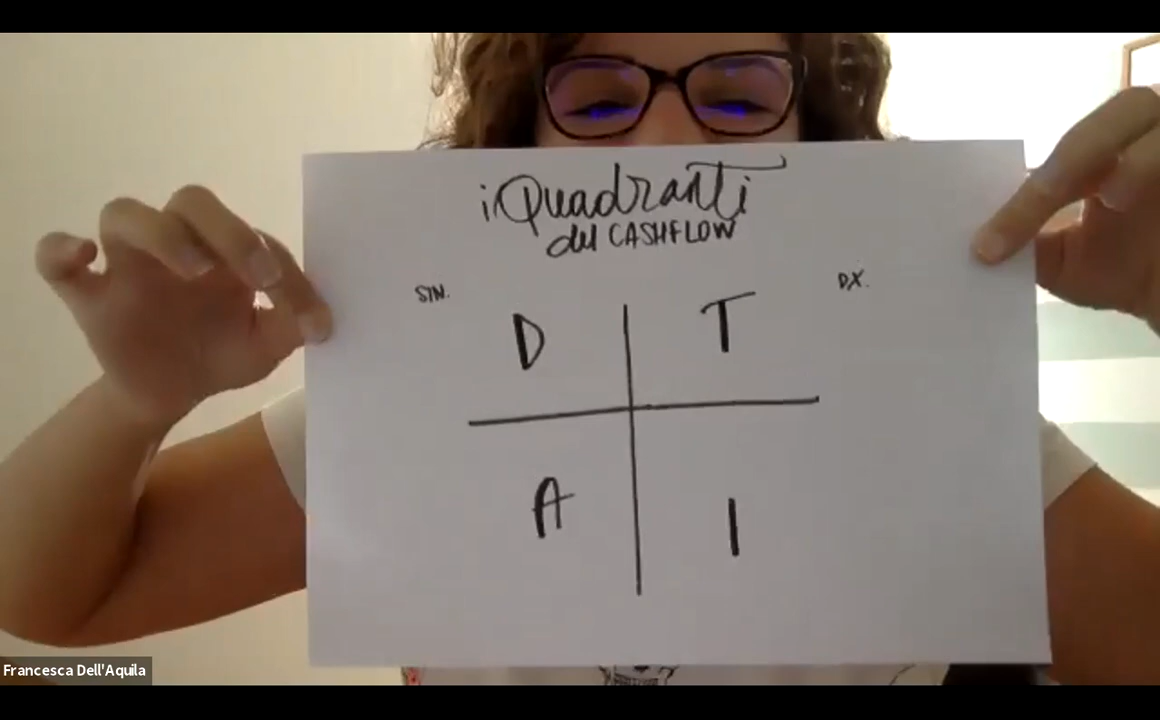 i Quadranti
del CASHFLOW
SIN. DX.
D T
A I
Francesca Dell'Aquila